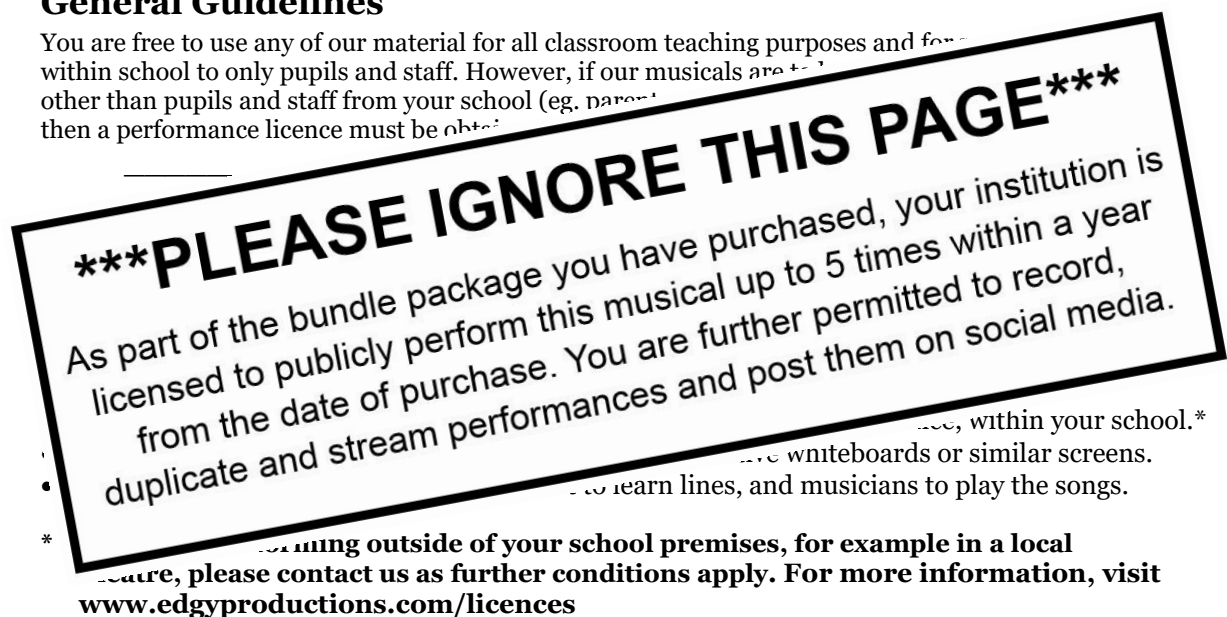 General Guidelines
You are free to use any of our material for all classroom teaching purposes and for
within school to only pupils and staff. However, if our musicals are to
other than pupils and staff from your school (eg. parent
then a performance licence must be
***PLEASE IGNORE THIS PAGE***
As part of the bundle package you have purchased, your institution is
licensed to publicly perform this musical up to 5 times within a year
from the date of purchase. You are further permitted to record,
duplicate and stream performances and post them on social media.
within your school.*
whiteboards or similar screens.
• to learn lines, and musicians to play the songs.
* outside of your school premises, for example in a local
please contact us as further conditions apply. For more information, visit
www.edgyproductions.com/licences